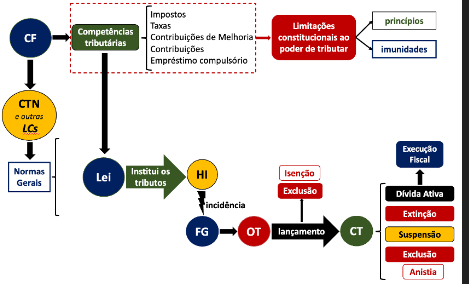 CF
Competências
tributárias
Impostos
Taxas
Contribuições de Melhoria
Contribuições
Empréstimo compulsório
Limitações
constitucionais ao
poder de tributar
princípios
imunidades
CTN
e outras
LCs
Normas
Gerais
Lei
Institui os
tributos
HI
incidência
FG
OT
Isenção
Exclusão
lançamento
CT
Execução
Fiscal
Dívida Ativa
Extinção
Suspensão
Exclusão
Anistia